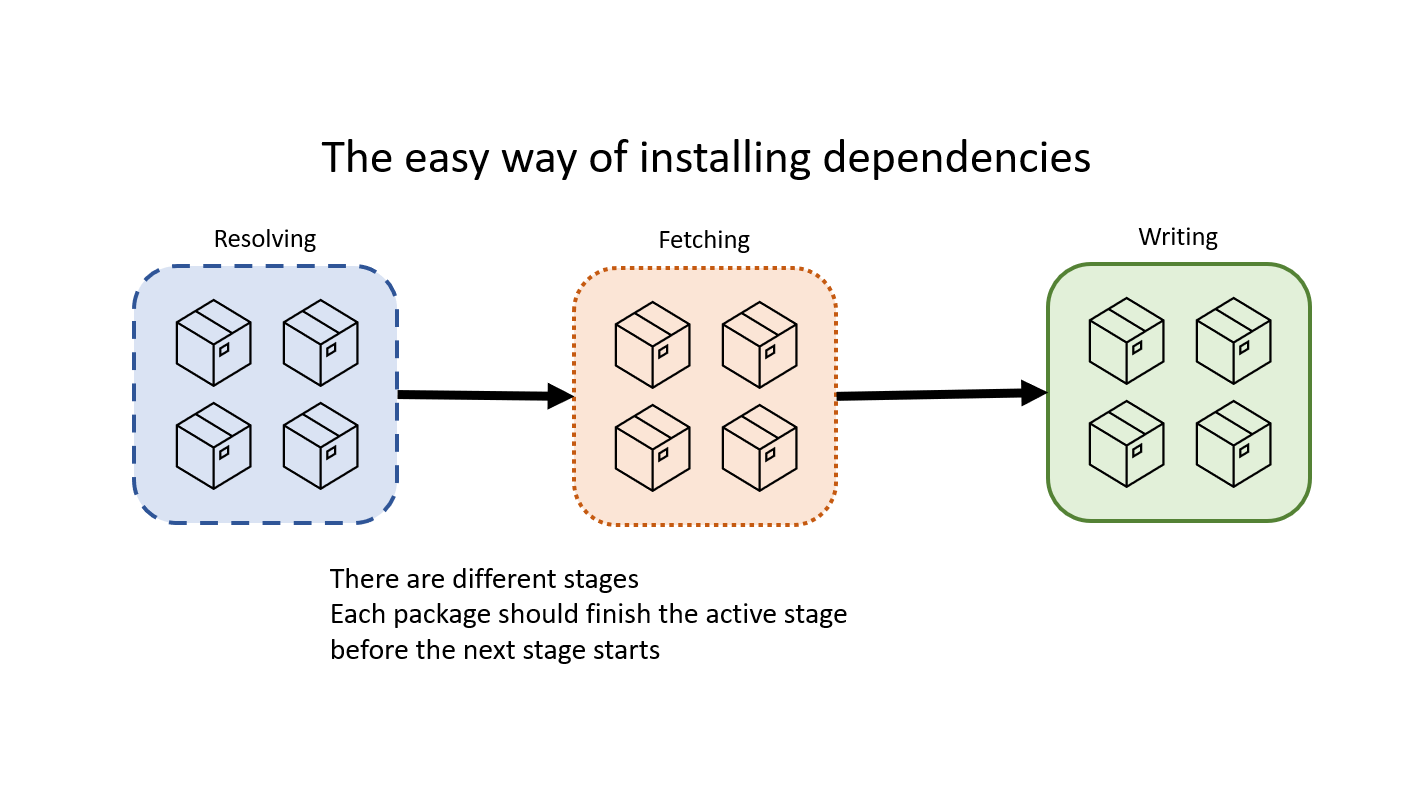 The easy way of installing dependencies
Resolving
Fetching
Writing
There are different stages
Each package should finish the active stage
before the next stage starts